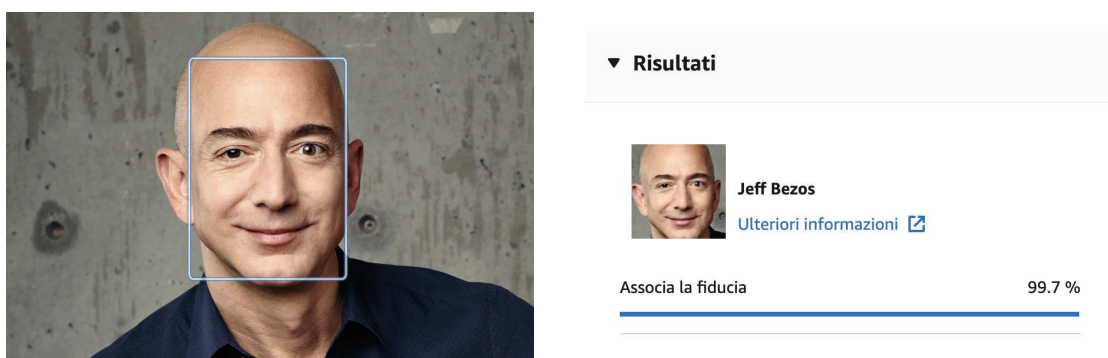 ▼ Risultati
Jeff Bezos
Ulteriori informazioni
Associa la fiducia 99.7 %